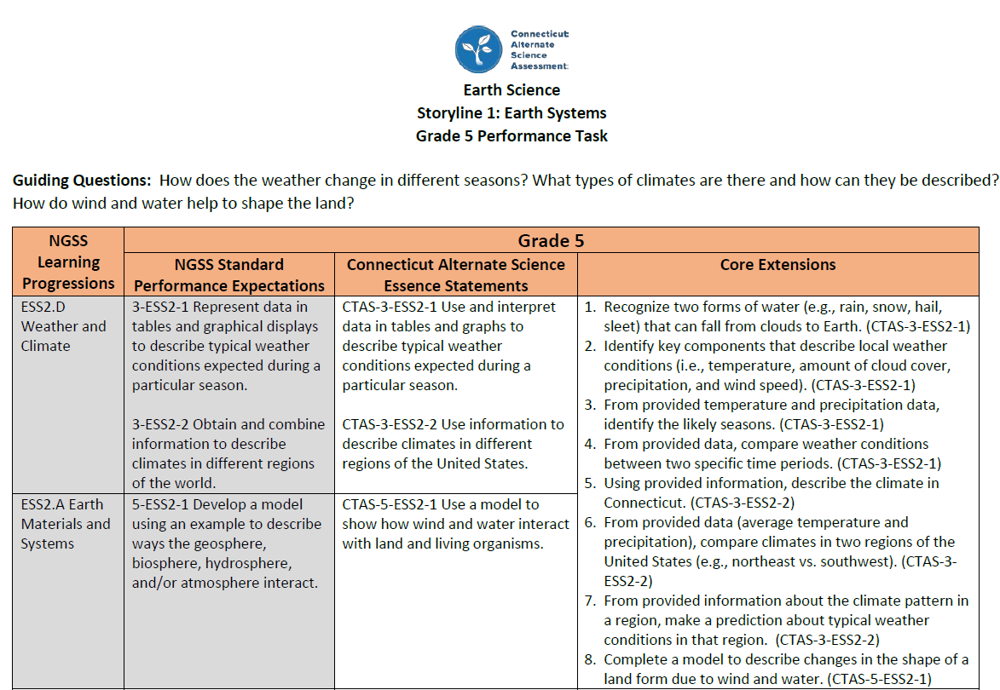 Connecticut
Alternate
Science
Assessment
Earth Science
Storyline 1: Earth Systems
Grade 5 Performance Task
Guiding Questions: How does the weather change in different seasons? What types of climates are there and how can they be described?
How do wind and water help to shape the land?
NGSS
Learning
Progressions
Grade 5
NGSS Standard
Performance Expectations
Connecticut Alternate Science
Essence Statements
Core Extensions
ESS2.D
Weather and
Climate
3-ESS2-1 Represent data in
tables and graphical displays
to describe typical weather
conditions expected during a
particular season.
3-ESS2-2 Obtain and combine
information to describe
climates in different regions
of the world.
CTAS-3-ESS2-1 Use and interpret
data in tables and graphs to
describe typical weather
conditions expected during a
particular season.
CTAS-3-ESS2-2 Use information to
describe climates in different
regions of the United States.
1. Recognize two forms of water (e.g., rain, snow, hail,
sleet) that can fall from clouds to Earth. (CTAS-3-ESS2-1)
2. Identify key components that describe local weather
conditions (i.e., temperature, amount of cloud cover,
precipitation, and wind speed). (CTAS-3-ESS2-1)
3. From provided temperature and precipitation data,
identify the likely seasons. (CTAS-3-ESS2-1)
4. From provided data, compare weather conditions
between two specific time periods. (CTAS-3-ESS2-1)
5. Using provided information, describe the climate in
Connecticut. (CTAS-3-ESS2-2)
6. From provided data (average temperature and
precipitation), compare climates in two regions of the
United States (e.g., northeast vs. southwest). (CTAS-3-
ESS2-2)
7. From provided information about the climate pattern in
a region, make a prediction about typical weather
conditions in that region. (CTAS-3-ESS2-2)
8. Complete a model to describe changes in the shape of a
land form due to wind and water. (CTAS-5-ESS2-1)
ESS2.A Earth
Materials and
Systems
5-ESS2-1 Develop a model
using an example to describe
ways the geosphere,
biosphere, hydrosphere,
and/or atmosphere interact.
CTAS-5-ESS2-1 Use a model to
show how wind and water interact
with land and living organisms.